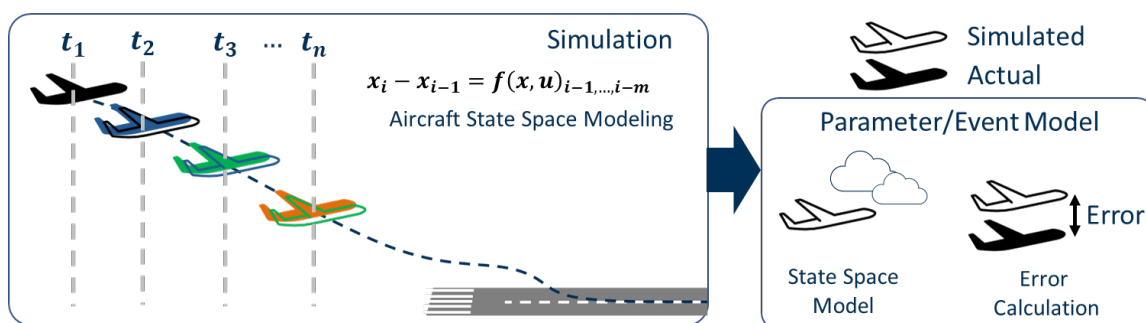 t₁ t₂ t₃ ... tₙ
Simulation
xᵢ − xᵢ₋₁ = f(x, u)ᵢ₋₁,...,ᵢ₋ₘ
Aircraft State Space Modeling
Simulated
Actual
Parameter/Event Model
Error
State Space
Model
Error
Calculation